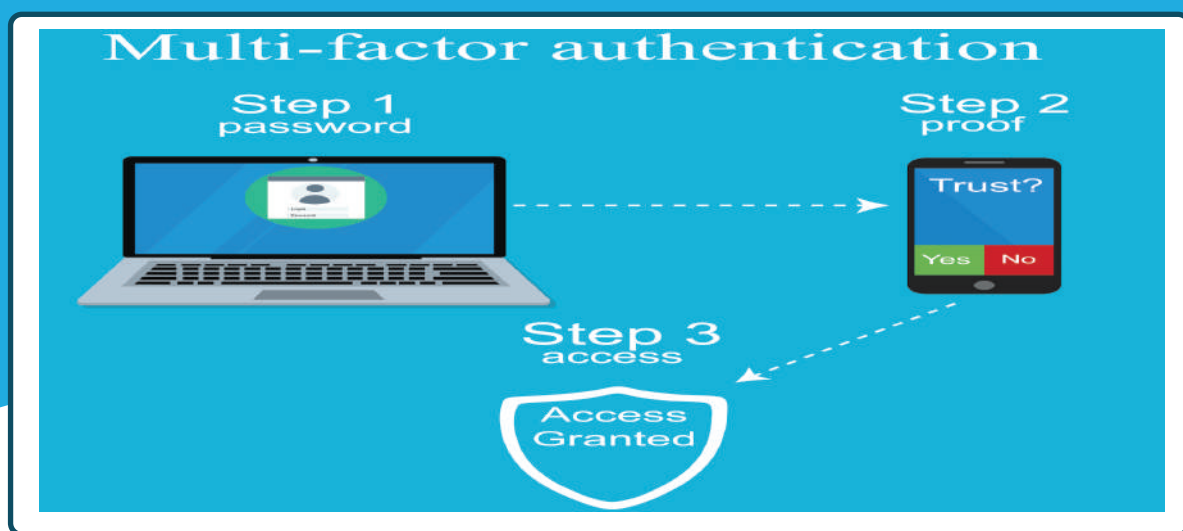 Multi-factor authentication
Step 1
password
Step 2
proof
Trust?
Yes No
Step 3
access
Access
Granted